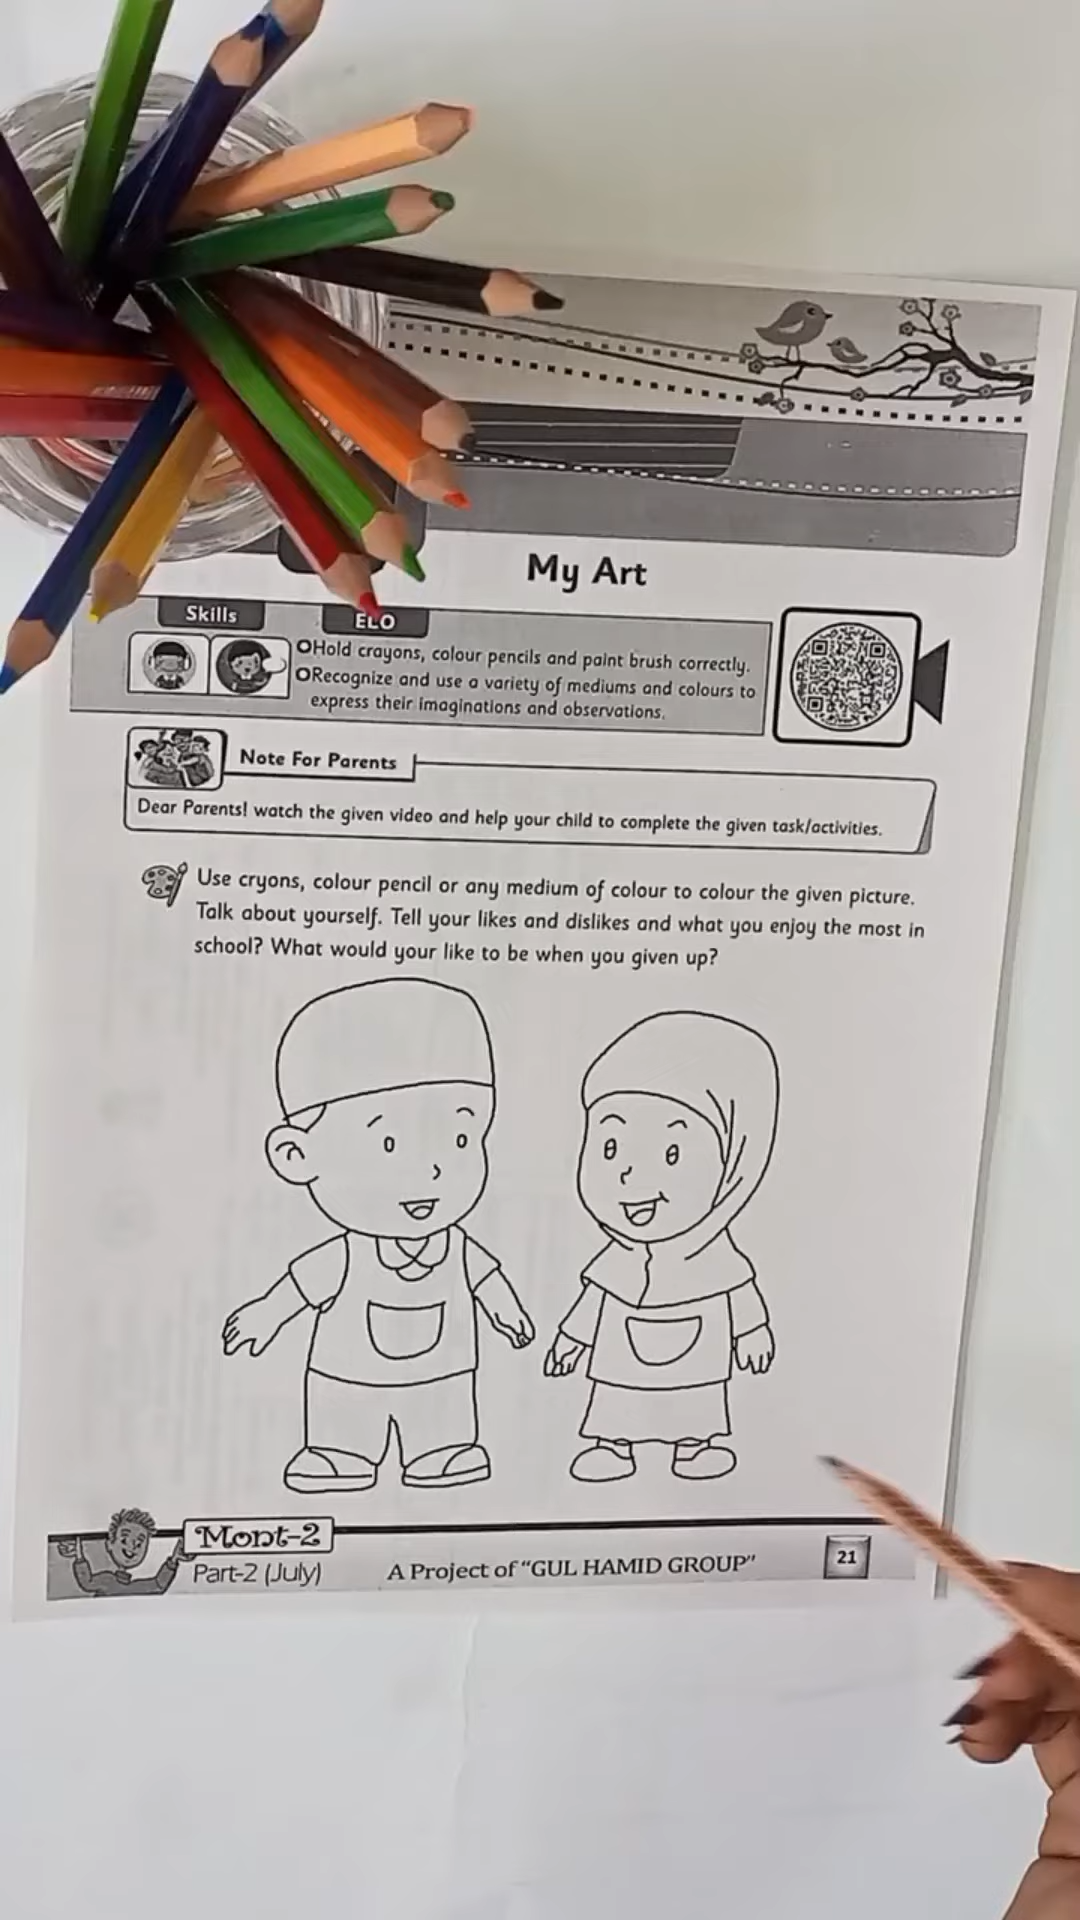 My Art
Skills
ELO
Hold crayons, colour pencils and paint brush correctly.
Recognize and use a variety of mediums and colours to
express their imaginations and observations.
Note For Parents
Dear Parents! watch the given video and help your child to complete the given task/activities.
Use cryons, colour pencil or any medium of colour to colour the given picture.
Talk about yourself. Tell your likes and dislikes and what you enjoy the most in
school? What would your like to be when you given up?
Mont-2
Part-2 (July)
A Project of "GUL HAMID GROUP"
21